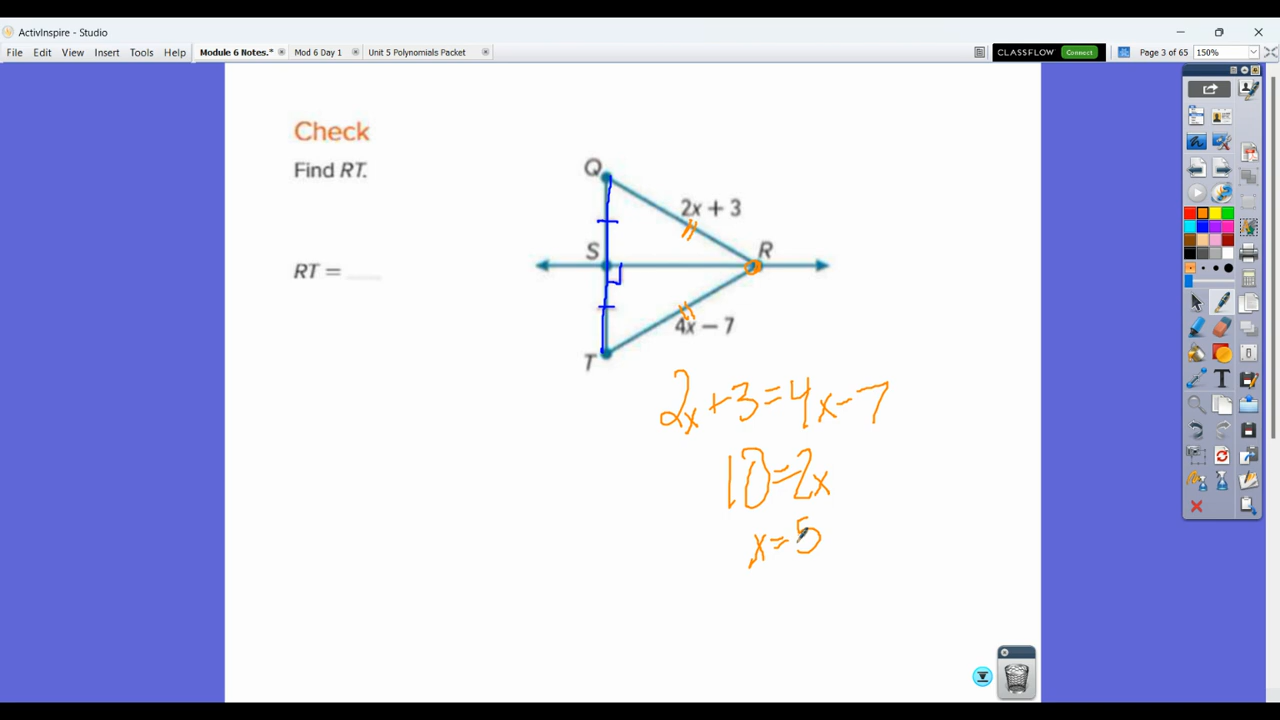 ActivInspire - Studio
File Edit View Insert Tools Help
Module 6 Notes.* Mod 6 Day 1 Unit 5 Polynomials Packet
CLASSFLOW Connect
Page 3 of 65 150%
Check
Find RT.
RT =
Q
2x + 3
S
R
4x − 7
T
2x+3=4x-7
10=2x
x=5